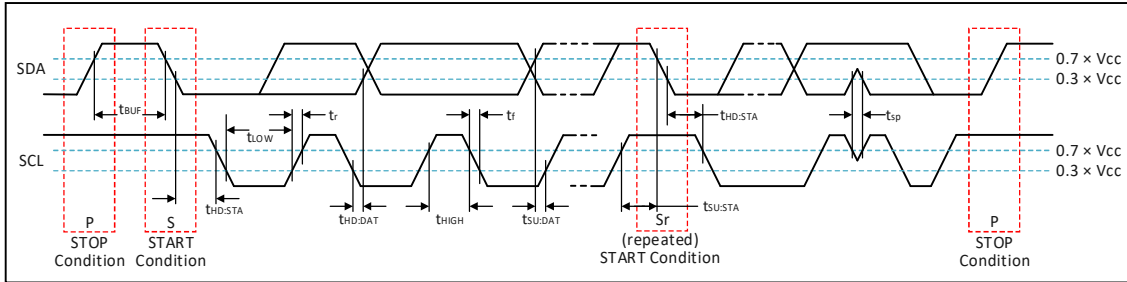 SDA
0.7 × Vcc
0.3 × Vcc
tBUF
tr
tf
tHD:STA
tsp
tLOW
SCL
0.7 × Vcc
0.3 × Vcc
tHD:STA
tHD:DAT
tHIGH
tSU:DAT
tSU:STA
P
STOP
Condition
S
START
Condition
Sr
(repeated)
START Condition
P
STOP
Condition